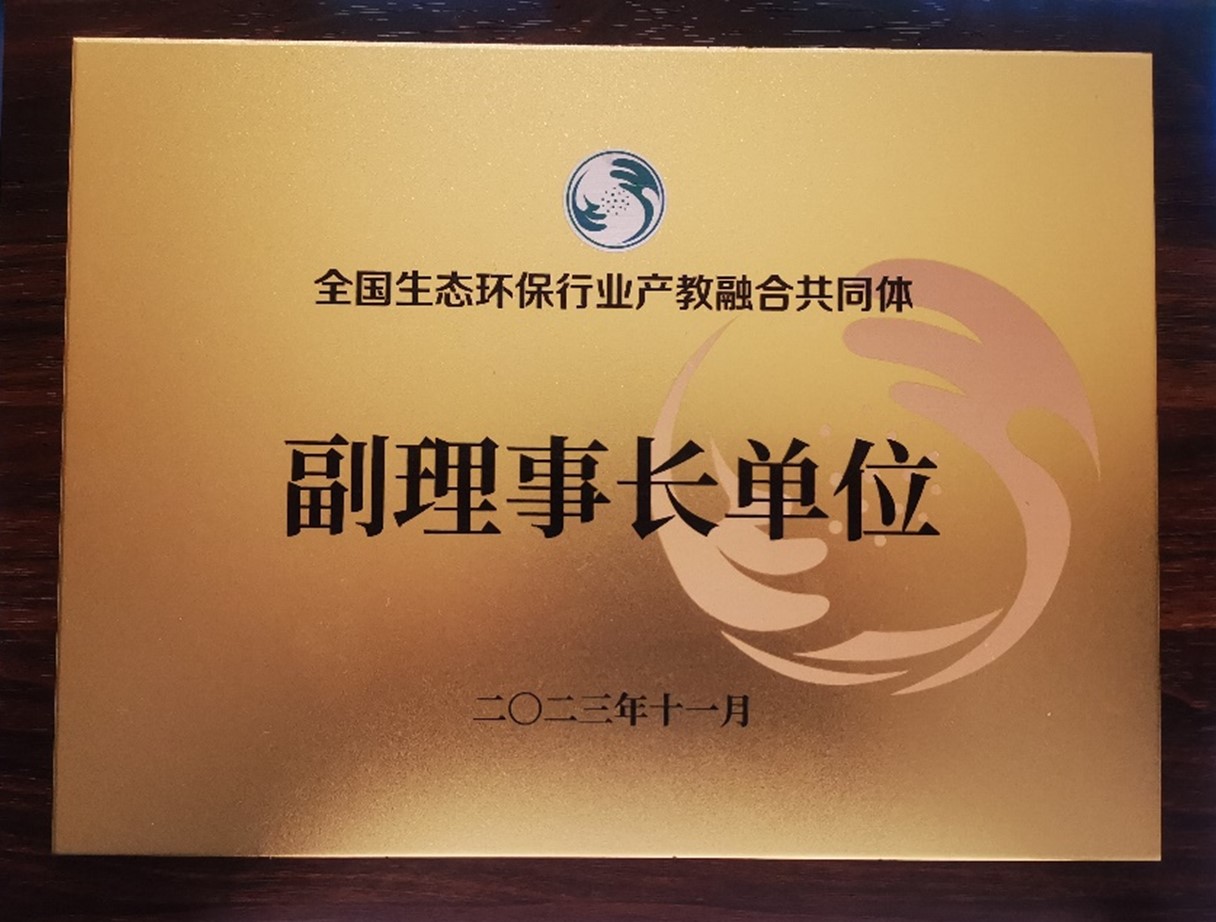 全国生态环保行业产教融合共同体
副理事长单位
二〇二三年十一月